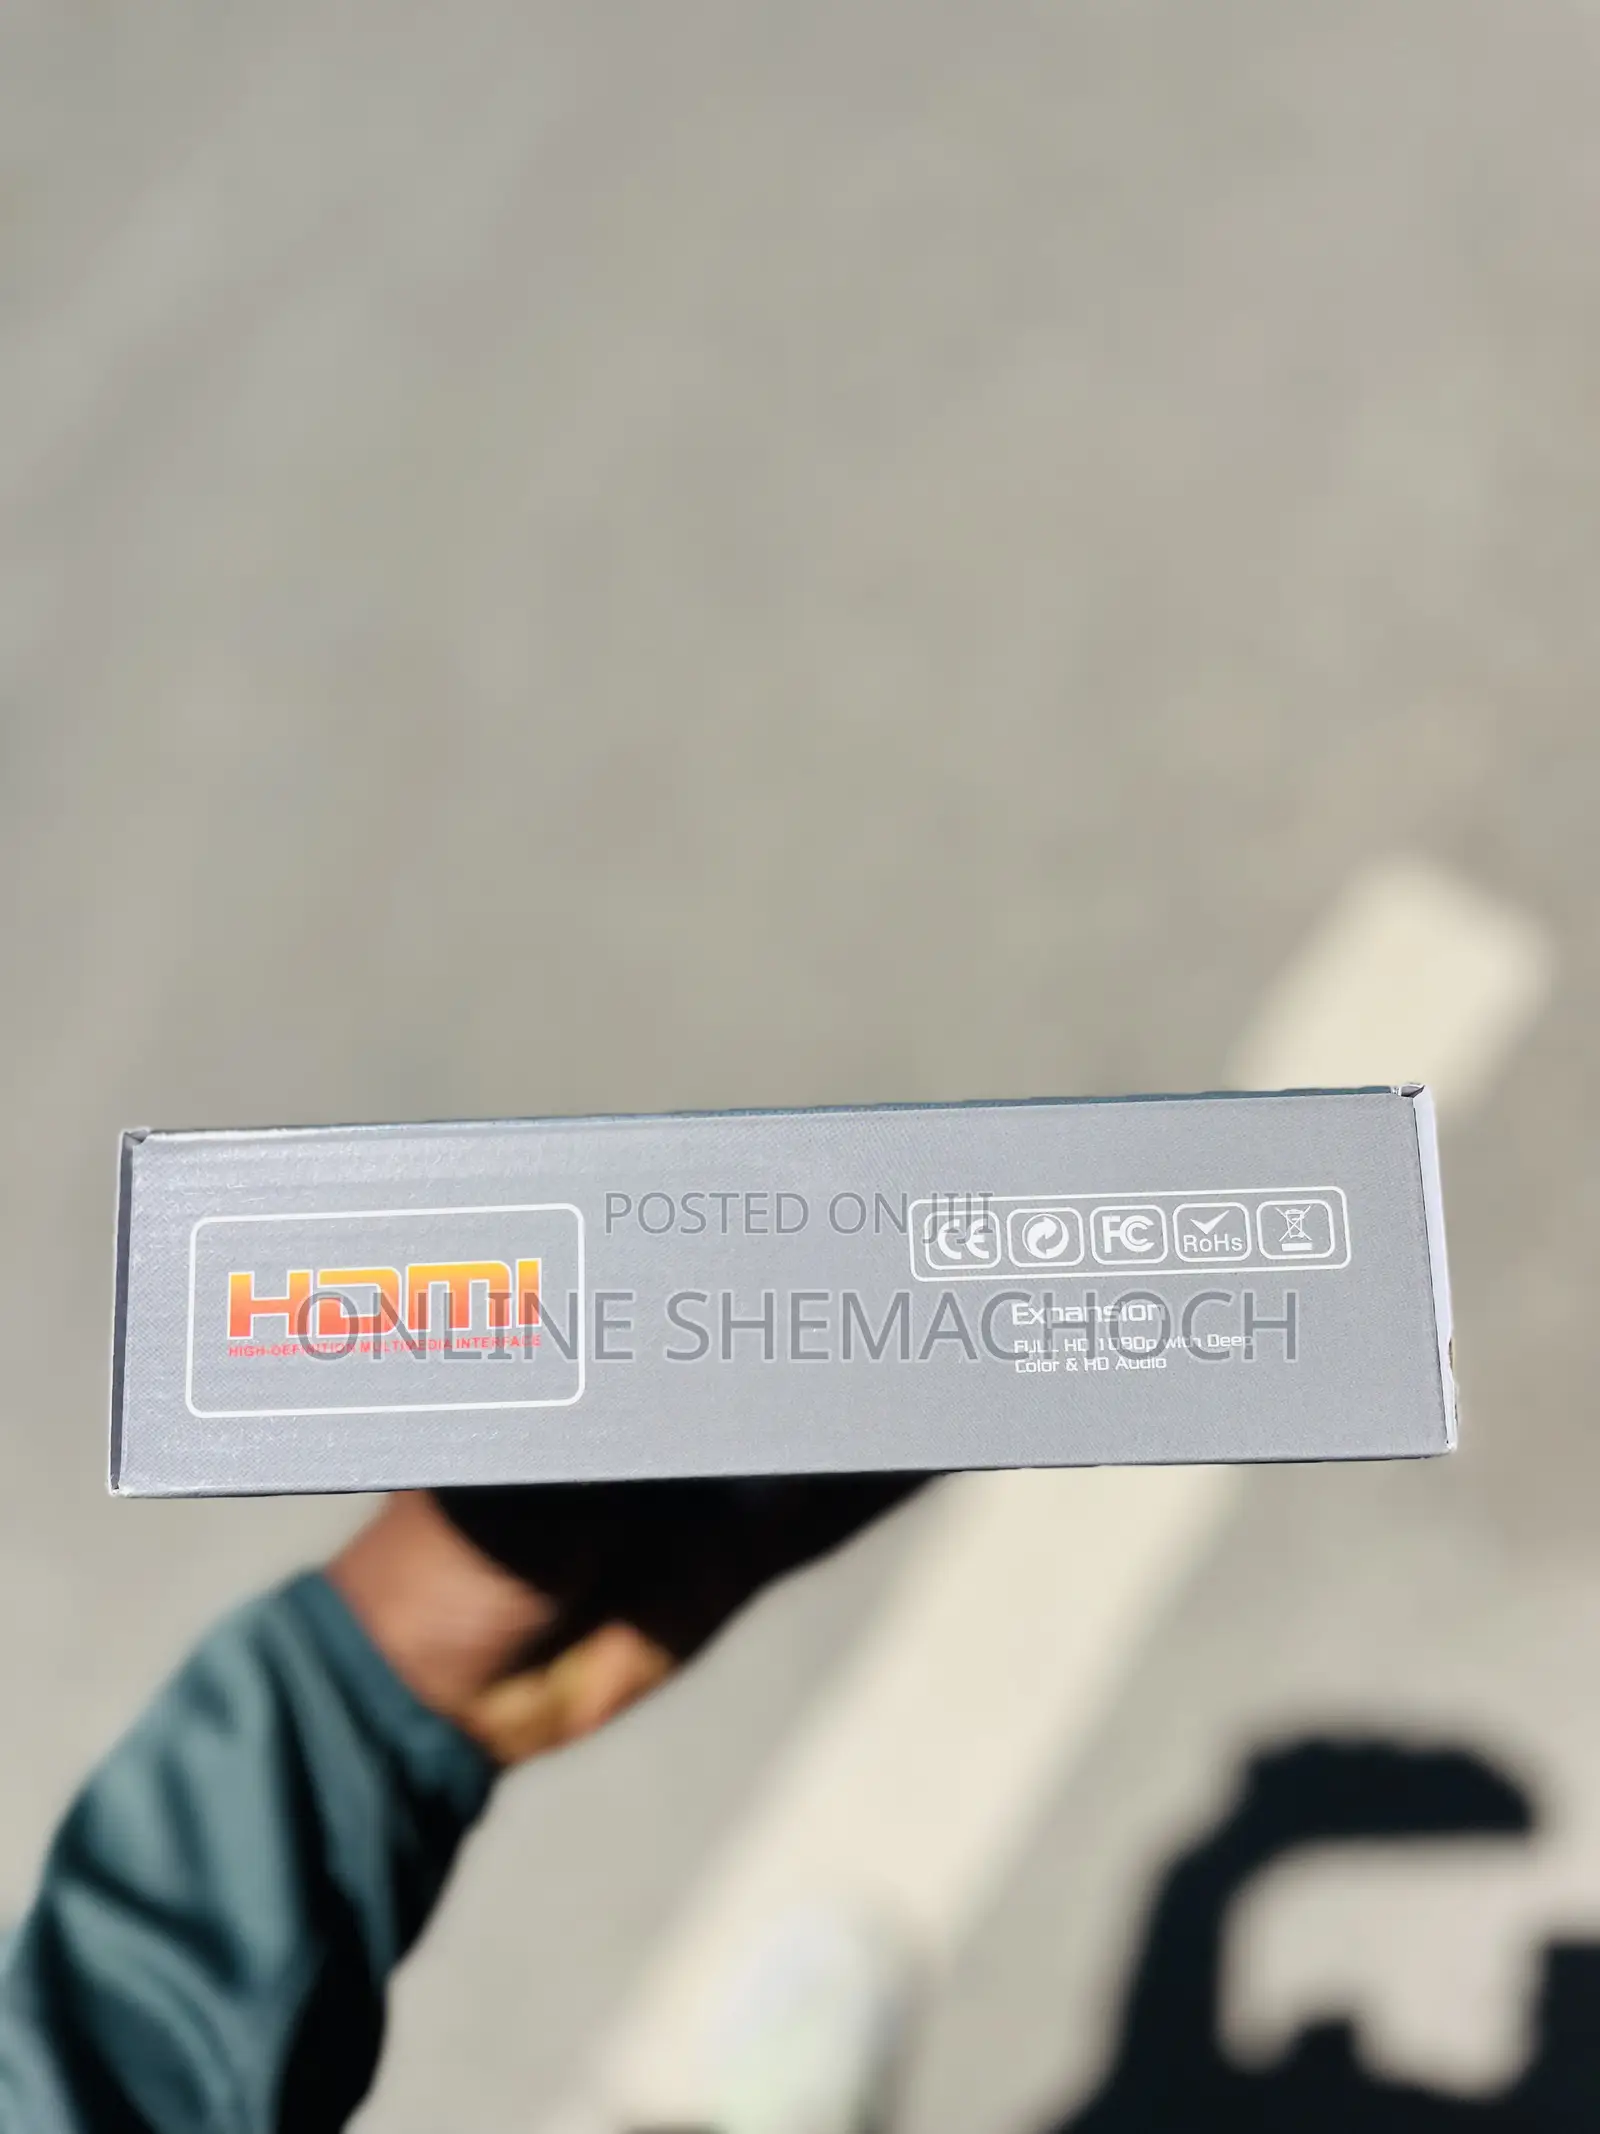 POSTED ON JIJI
CE FC RoHS
HDMI
HIGH-DEFINITION MULTIMEDIA INTERFACE
ONLINE SHEMACHOCH
Expansion
FULL HD 1080p with Deep
Color & HD Audio